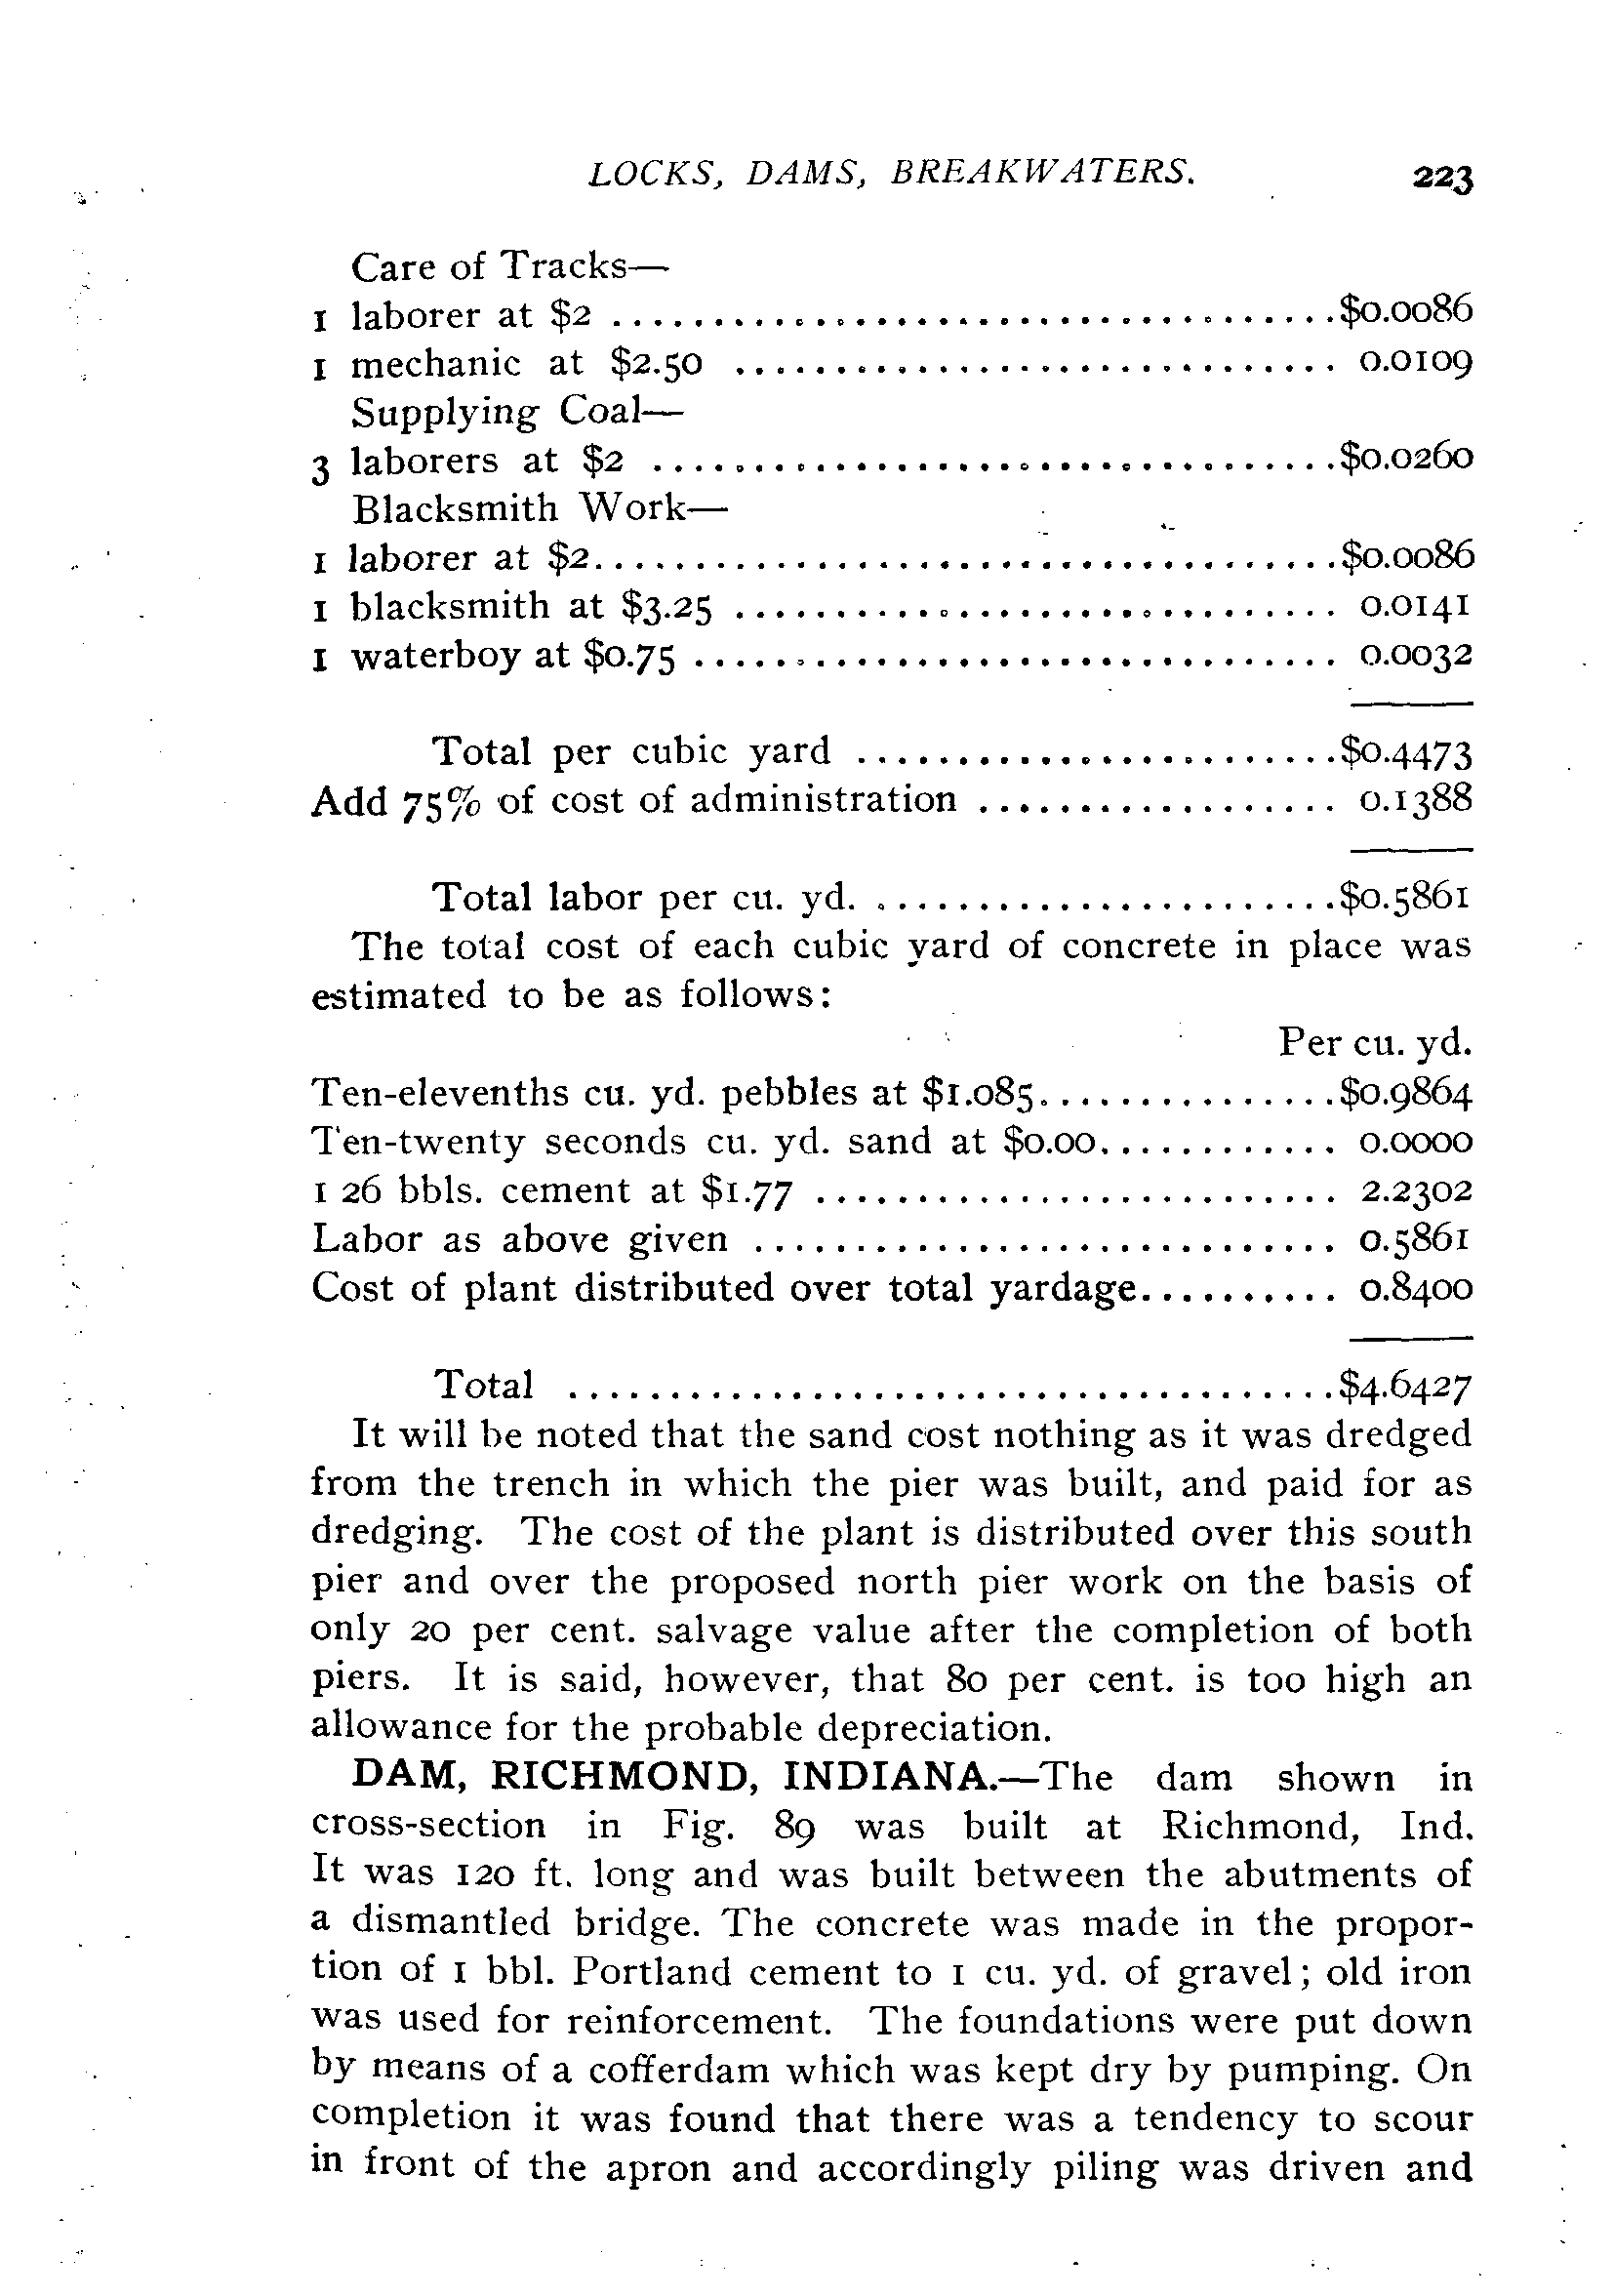 LOCKS, DAMS, BREAKWATERS. 223
Care of Tracks—
1 laborer at $2 ....................................$0.0086
1 mechanic at $2.50 .............................. 0.0109
Supplying Coal—
3 laborers at $2 ..................................$0.0260
Blacksmith Work—
1 laborer at $2.....................................$0.0086
1 blacksmith at $3.25 .............................. 0.0141
1 waterboy at $0.75 ................................ 0.0032
Total per cubic yard ........................$0.4473
Add 75% of cost of administration .................. 0.1388
Total labor per cu. yd. .......................$0.5861
The total cost of each cubic yard of concrete in place was
estimated to be as follows:
Per cu. yd.
Ten-elevenths cu. yd. pebbles at $1.085...............$0.9864
Ten-twenty seconds cu. yd. sand at $0.00............ 0.0000
1 26 bbls. cement at $1.77 .......................... 2.2302
Labor as above given ............................. 0.5861
Cost of plant distributed over total yardage.......... 0.8400
Total ......................................$4.6427
It will be noted that the sand cost nothing as it was dredged
from the trench in which the pier was built, and paid for as
dredging. The cost of the plant is distributed over this south
pier and over the proposed north pier work on the basis of
only 20 per cent. salvage value after the completion of both
piers. It is said, however, that 80 per cent. is too high an
allowance for the probable depreciation.
DAM, RICHMOND, INDIANA.—The dam shown in
cross-section in Fig. 89 was built at Richmond, Ind.
It was 120 ft. long and was built between the abutments of
a dismantled bridge. The concrete was made in the propor-
tion of 1 bbl. Portland cement to 1 cu. yd. of gravel; old iron
was used for reinforcement. The foundations were put down
by means of a cofferdam which was kept dry by pumping. On
completion it was found that there was a tendency to scour
in front of the apron and accordingly piling was driven and